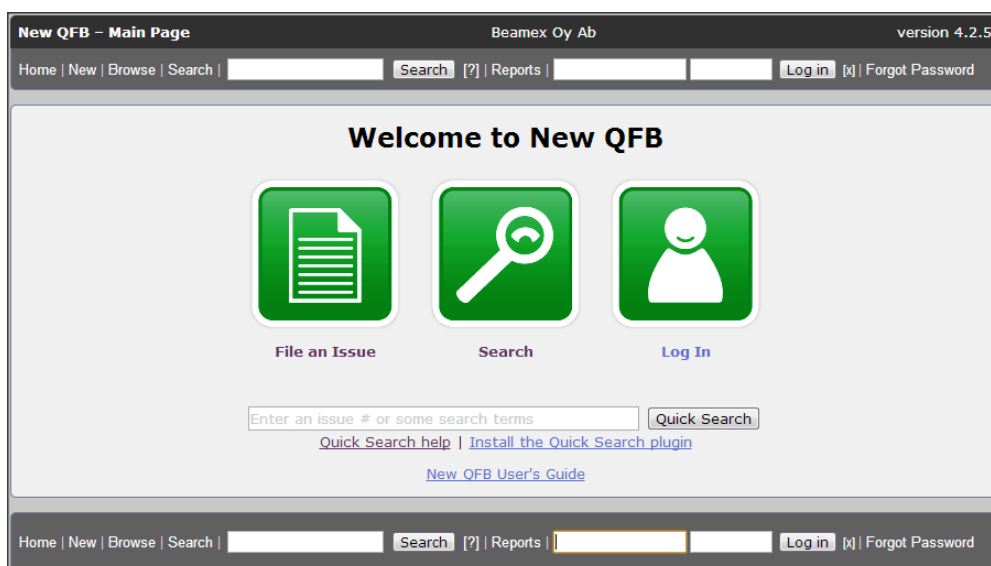 New QFB – Main Page Beamex Oy Ab version 4.2.5
Home | New | Browse | Search | Search [?] | Reports | Log in [x] | Forgot Password
Welcome to New QFB
File an Issue Search Log In
Enter an issue # or some search terms Quick Search
Quick Search help | Install the Quick Search plugin
New QFB User's Guide
Home | New | Browse | Search | Search [?] | Reports | Log in [x] | Forgot Password